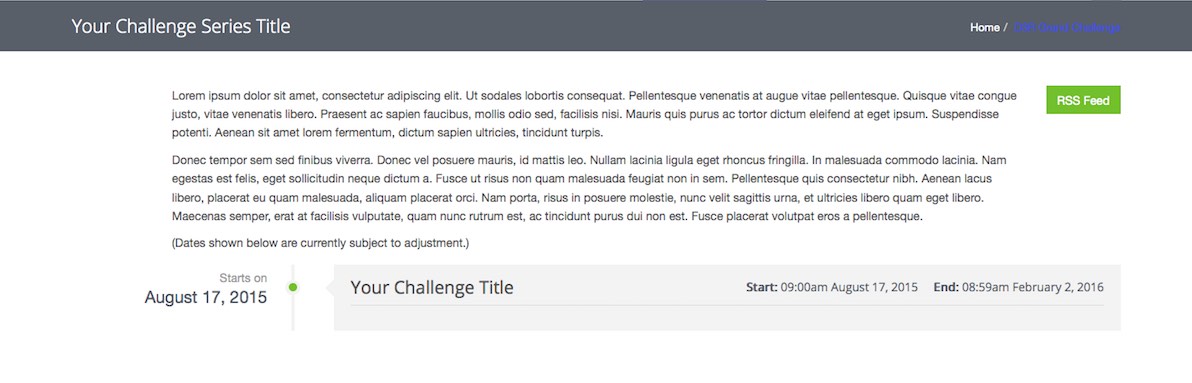 Your Challenge Series Title
Home /
Lorem ipsum dolor sit amet, consectetur adipiscing elit. Ut sodales lobortis consequat. Pellentesque venenatis at augue vitae pellentesque. Quisque vitae congue
justo, vitae venenatis libero. Praesent ac sapien faucibus, mollis odio sed, facilisis nisi. Mauris quis purus ac tortor dictum eleifend at eget ipsum. Suspendisse
potenti. Aenean sit amet lorem fermentum, dictum sapien ultricies, tincidunt turpis.
RSS Feed
Donec tempor sem sed finibus viverra. Donec vel posuere mauris, id mattis leo. Nullam lacinia ligula eget rhoncus fringilla. In malesuada commodo lacinia. Nam
egestas est felis, eget sollicitudin neque dictum a. Fusce ut risus non quam malesuada feugiat non in sem. Pellentesque quis consectetur nibh. Aenean lacus
libero, placerat eu quam malesuada, aliquam placerat orci. Nam porta, risus in posuere molestie, nunc velit sagittis urna, et ultricies libero quam eget libero.
Maecenas semper, erat at facilisis vulputate, quam nunc rutrum est, ac tincidunt purus dui non est. Fusce placerat volutpat eros a pellentesque.
(Dates shown below are currently subject to adjustment.)
Starts on
August 17, 2015
Your Challenge Title
Start: 09:00am August 17, 2015 End: 08:59am February 2, 2016